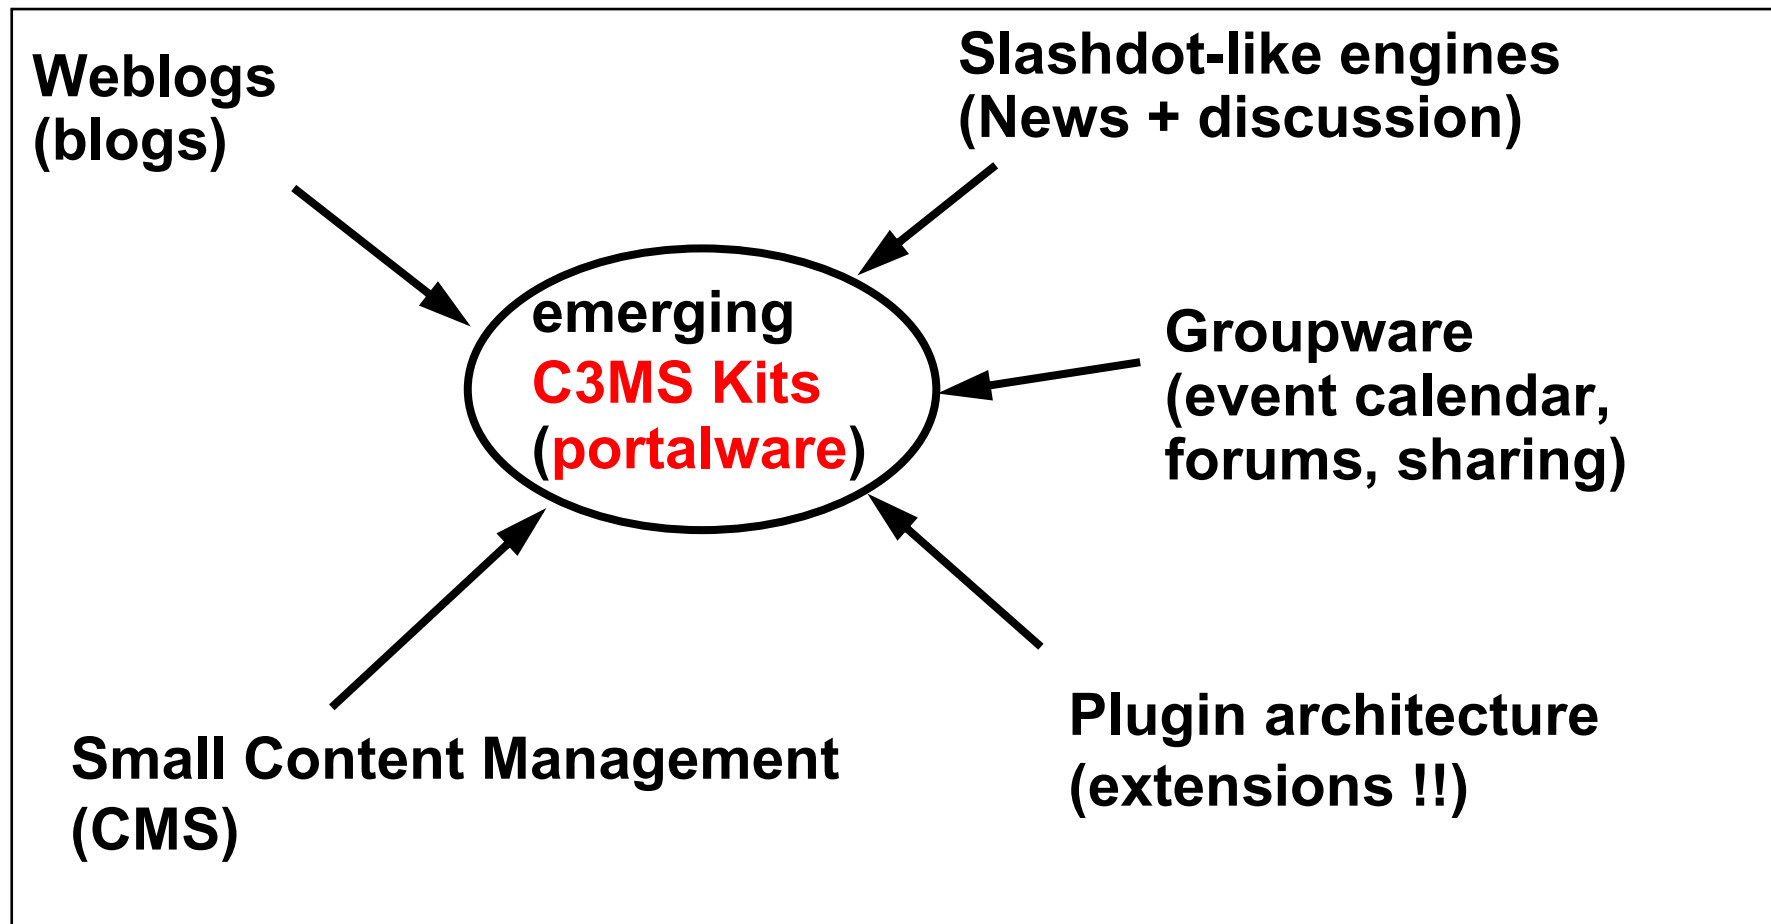 Weblogs
(blogs)
Slashdot-like engines
(News + discussion)
emerging
C3MS Kits
(portalware)
Groupware
(event calendar,
forums, sharing)
Small Content Management
(CMS)
Plugin architecture
(extensions !!)